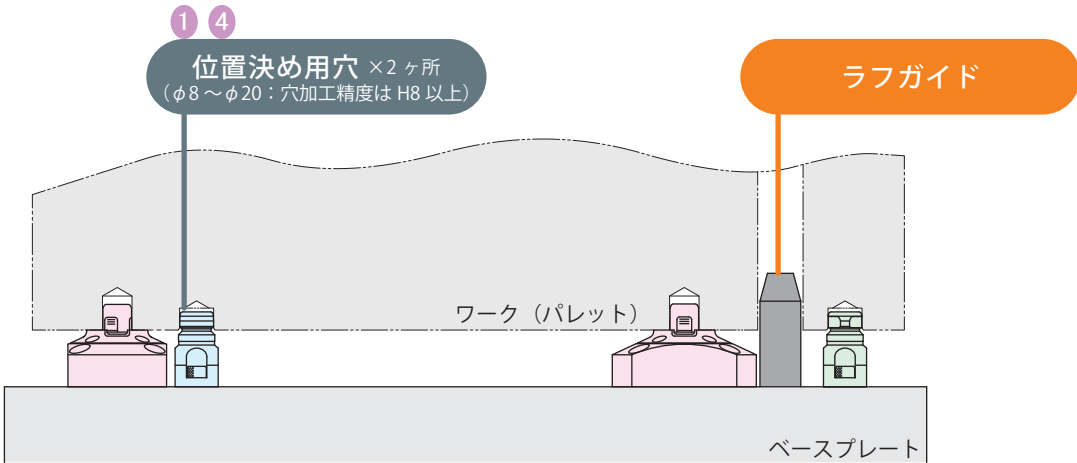 1 4
位置決め用穴 ×2 ヶ所
（φ8～φ20：穴加工精度は H8 以上）
ラフガイド
ワーク（パレット）
ベースプレート